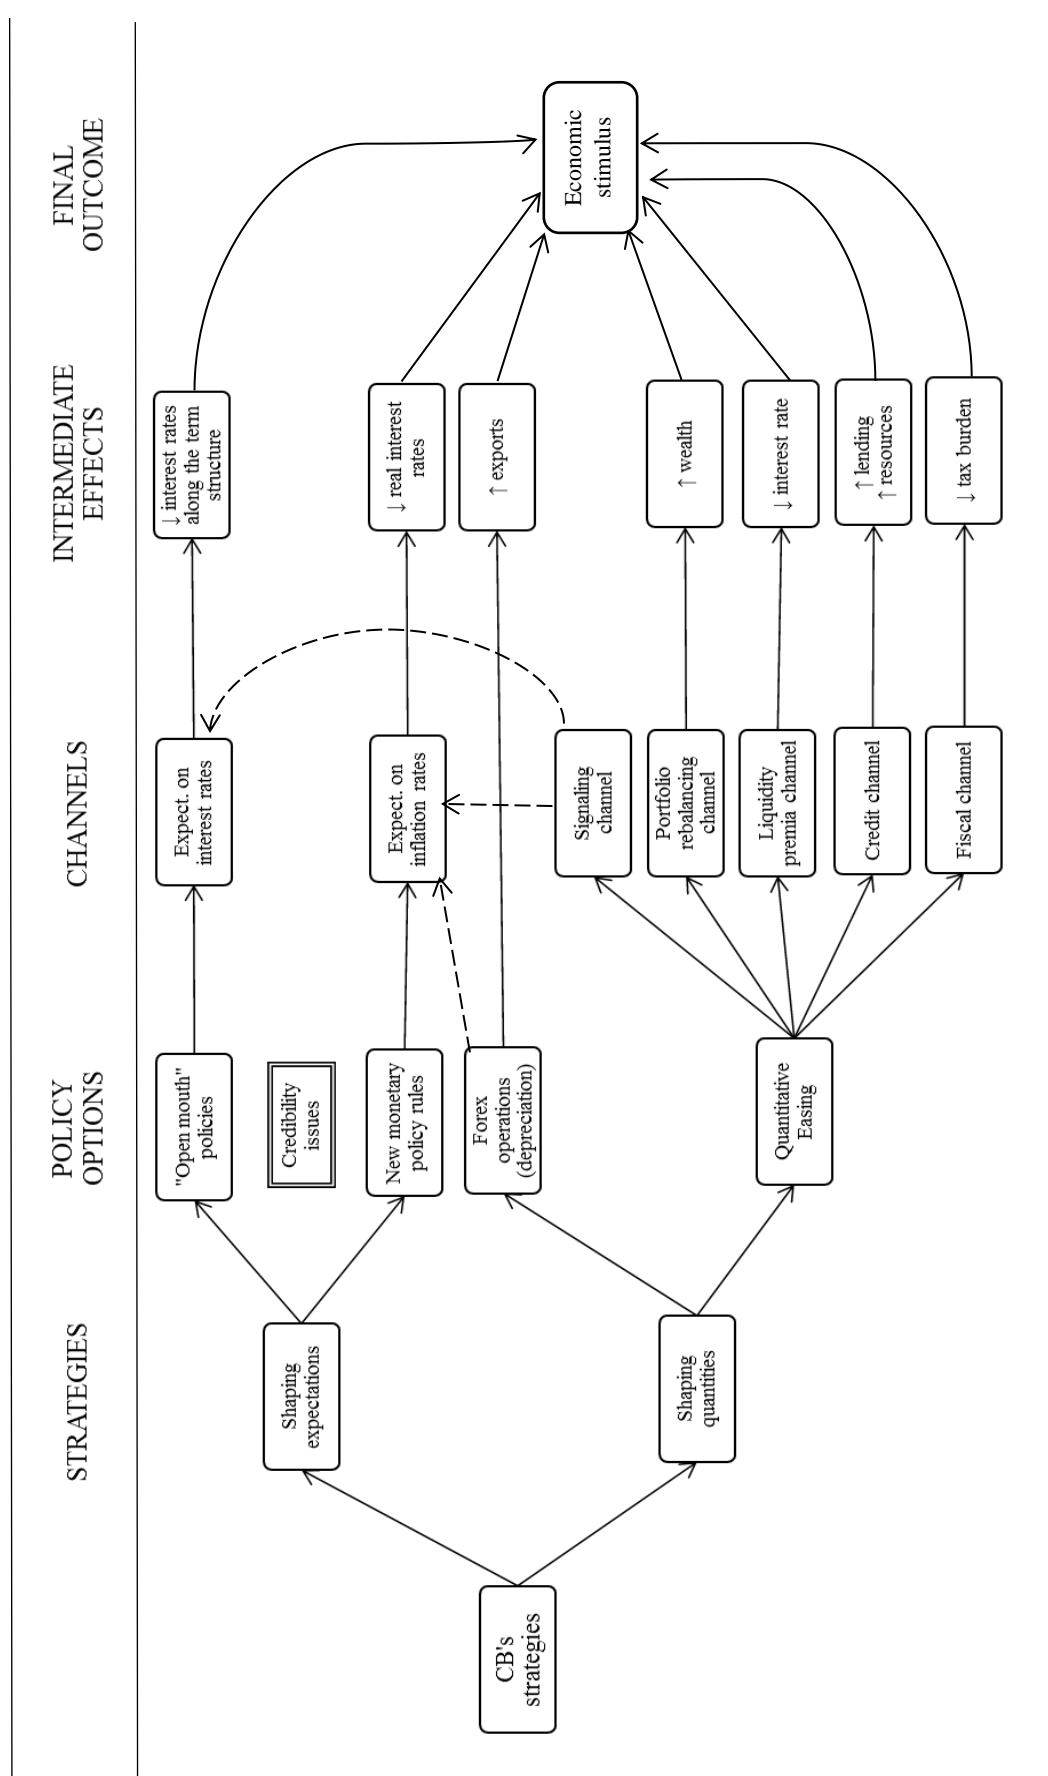 STRATEGIES
POLICY
OPTIONS
CHANNELS
INTERMEDIATE
EFFECTS
FINAL
OUTCOME
CB's
strategies
Shaping
expectations
Shaping
quantities
"Open mouth"
policies
Credibility
issues
New monetary
policy rules
Forex
operations
(depreciation)
Quantitative
Easing
Expect. on
interest rates
Expect. on
inflation rates
Signaling
channel
Portfolio
rebalancing
channel
Liquidity
premia channel
Credit channel
Fiscal channel
↓ interest rates
along the term
structure
↓ real interest
rates
↑ exports
↑ wealth
↓ interest rate
↑ lending
↑ resources
↓ tax burden
Economic
stimulus